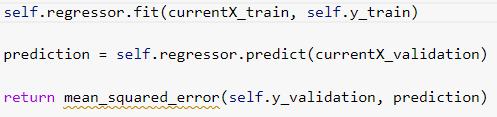 self.regressor.fit(currentX_train, self.y_train)
prediction = self.regressor.predict(currentX_validation)
return mean_squared_error(self.y_validation, prediction)